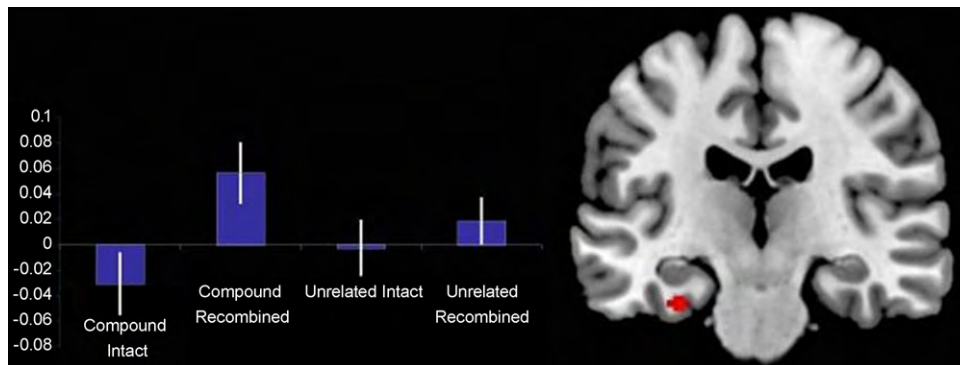 0.1
0.08
0.06
0.04
0.02
0
-0.02
-0.04
-0.06
-0.08
Compound
Intact
Compound
Recombined
Unrelated Intact
Unrelated
Recombined